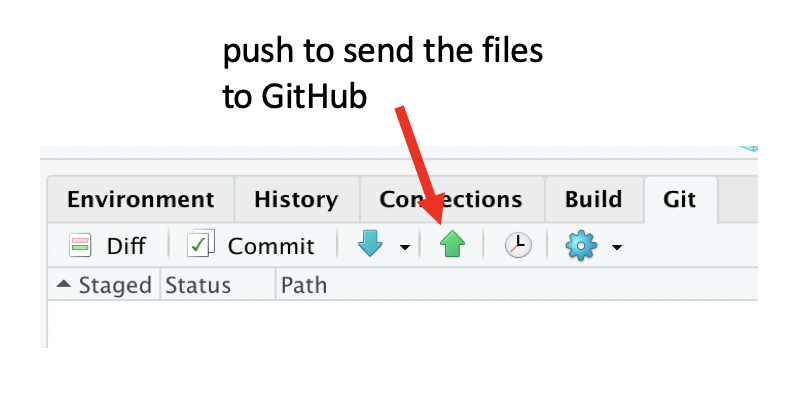 push to send the files
to GitHub
Environment History Connections Build Git
Diff Commit
Staged Status Path